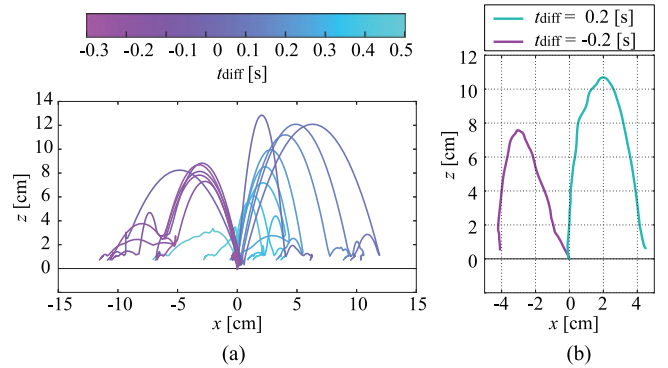 -0.3 -0.2 -0.1 0 0.1 0.2 0.3 0.4 0.5
tdiff [s]
14
12
10
8
6
4
2
0
z [cm]
-15 -10 -5 0 5 10 15
x [cm]
(a)
tdiff = 0.2 [s]
tdiff = -0.2 [s]
12
10
8
6
4
2
0
z [cm]
-4 -2 0 2 4
x [cm]
(b)